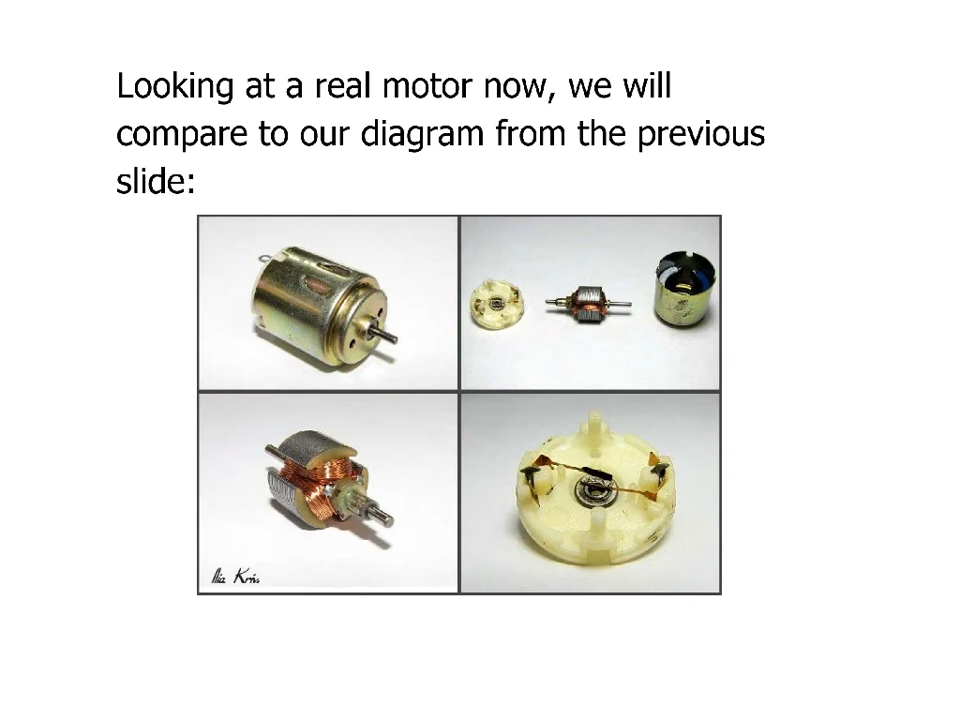 Looking at a real motor now, we will
compare to our diagram from the previous
slide: